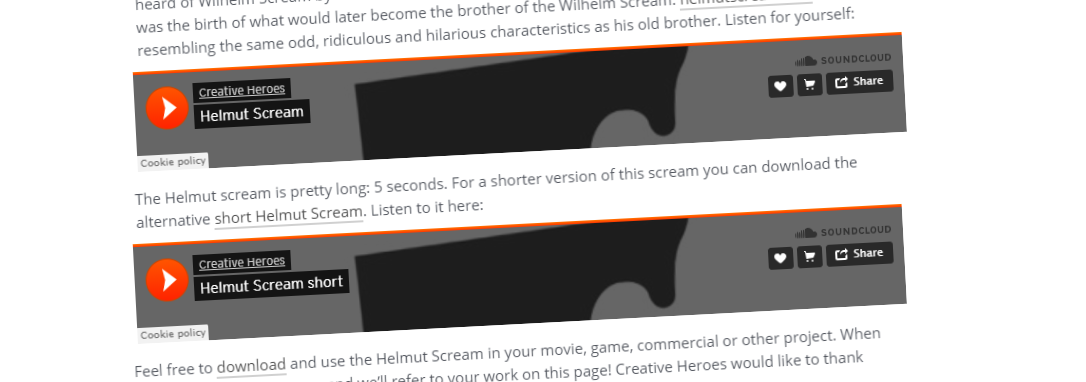 heard of Wilhelm Scream by
was the birth of what would later become the brother of the Wilhelm Scream:
resembling the same odd, ridiculous and hilarious characteristics as his old brother. Listen for yourself:
SOUNDCLOUD
Creative Heroes
Share
Helmut Scream
Cookie policy
The Helmut scream is pretty long: 5 seconds. For a shorter version of this scream you can download the
alternative short Helmut Scream. Listen to it here:
SOUNDCLOUD
Creative Heroes
Share
Helmut Scream short
Cookie policy
Feel free to download and use the Helmut Scream in your movie, game, commercial or other project. When
and we'll refer to your work on this page! Creative Heroes would like to thank